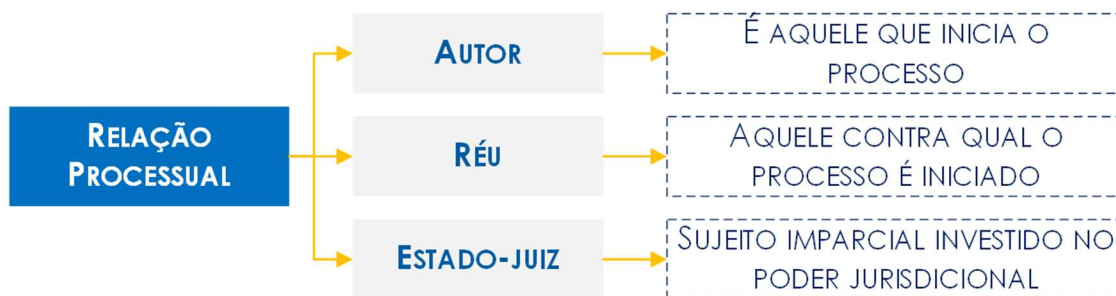 RELAÇÃO
PROCESSUAL
AUTOR
É AQUELE QUE INICIA O
PROCESSO
RÉU
AQUELE CONTRA QUAL O
PROCESSO É INICIADO
ESTADO-JUIZ
SUJEITO IMPARCIAL INVESTIDO NO
PODER JURISDICIONAL